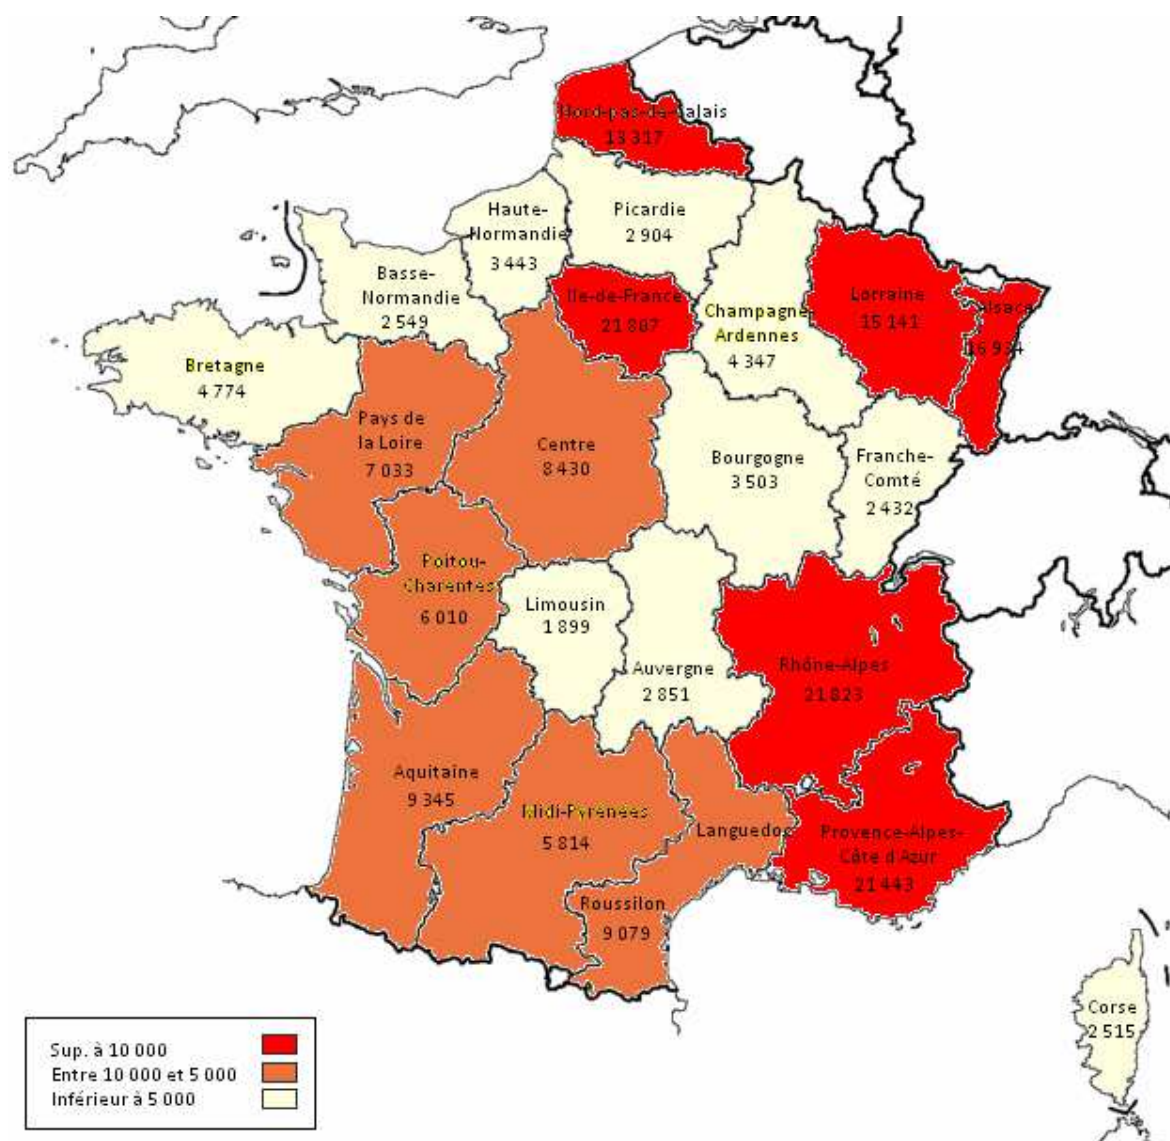 Nord-pas-de-Calais
13 317
Haute-
Normandie
3 443
Picardie
2 904
Basse-
Normandie
2 549
Ile-de-France
21 807
Champagne-
Ardennes
4 347
Lorraine
15 141
Alsace
16 934
Bretagne
4 774
Pays de
la Loire
7 033
Centre
8 430
Bourgogne
3 503
Franche-
Comté
2 432
Poitou-
Charentes
6 010
Limousin
1 899
Auvergne
2 851
Rhône-Alpes
21 823
Aquitaine
9 345
Midi-Pyrénées
5 814
Languedoc
Roussilon
9 079
Provence-Alpes-
Côte d'Azur
21 443
Corse
2 515
Sup. à 10 000
Entre 10 000 et 5 000
Inférieur à 5 000